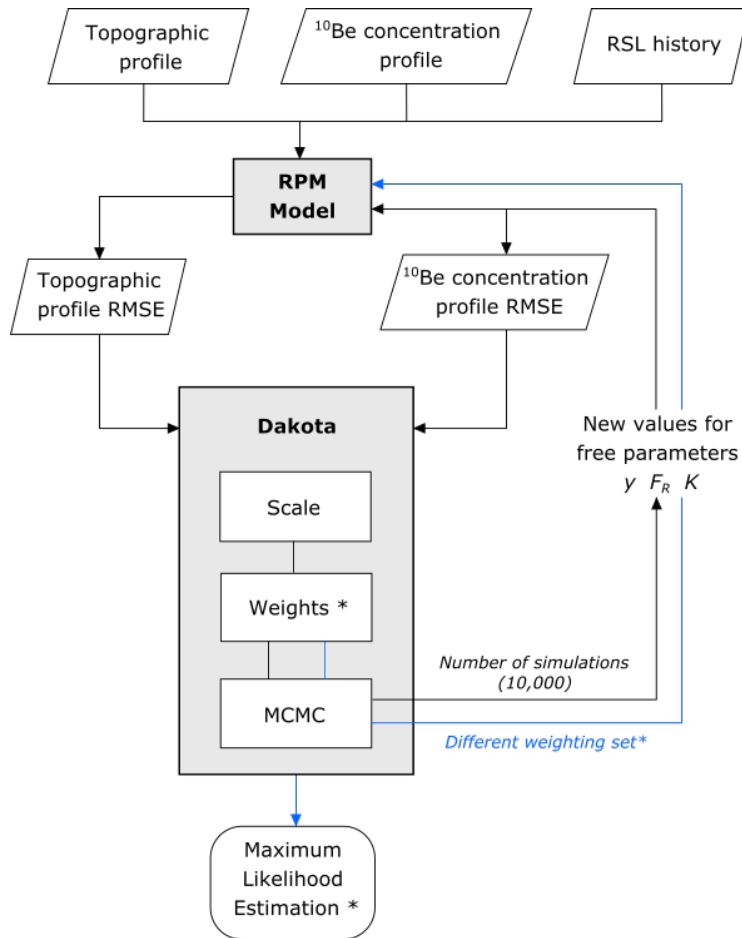 Topographic
profile
¹⁰Be concentration
profile
RSL history
RPM
Model
Topographic
profile RMSE
¹⁰Be concentration
profile RMSE
Dakota
Scale
Weights *
MCMC
New values for
free parameters
y F_R K
Number of simulations
(10,000)
Different weighting set*
Maximum
Likelihood
Estimation *